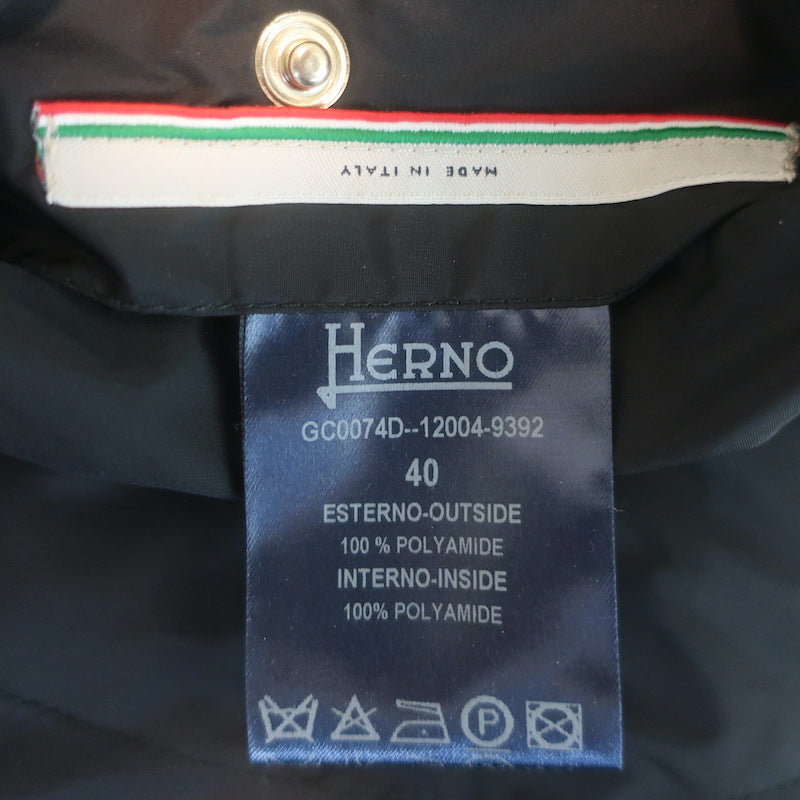 MADE IN ITALY
HERNO
GC0074D--12004-9392
40
ESTERNO-OUTSIDE
100 % POLYAMIDE
INTERNO-INSIDE
100% POLYAMIDE
P